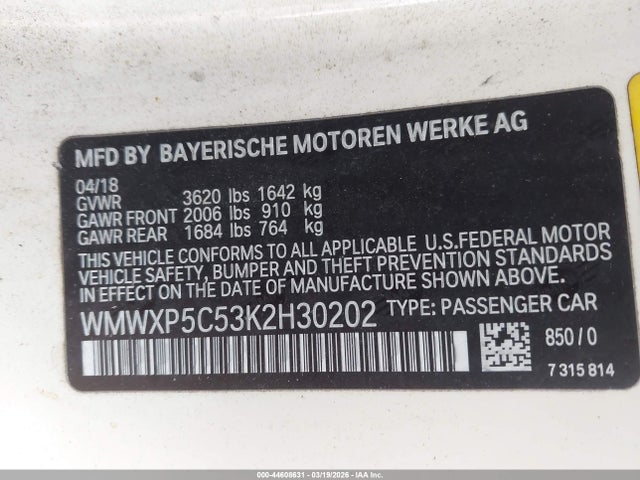 MFD BY BAYERISCHE MOTOREN WERKE AG
04/18
GVWR 3620 lbs 1642 kg
GAWR FRONT 2006 lbs 910 kg
GAWR REAR 1684 lbs 764 kg
THIS VEHICLE CONFORMS TO ALL APPLICABLE U.S.FEDERAL MOTOR
VEHICLE SAFETY, BUMPER AND THEFT PREVENTION STANDARDS
IN EFFECT ON THE DATE OF MANUFACTURE SHOWN ABOVE.
WMWXP5C53K2H30202 TYPE: PASSENGER CAR
850/0
7 315 814
000-44608631 - 03/19/2026 - IAA Inc.